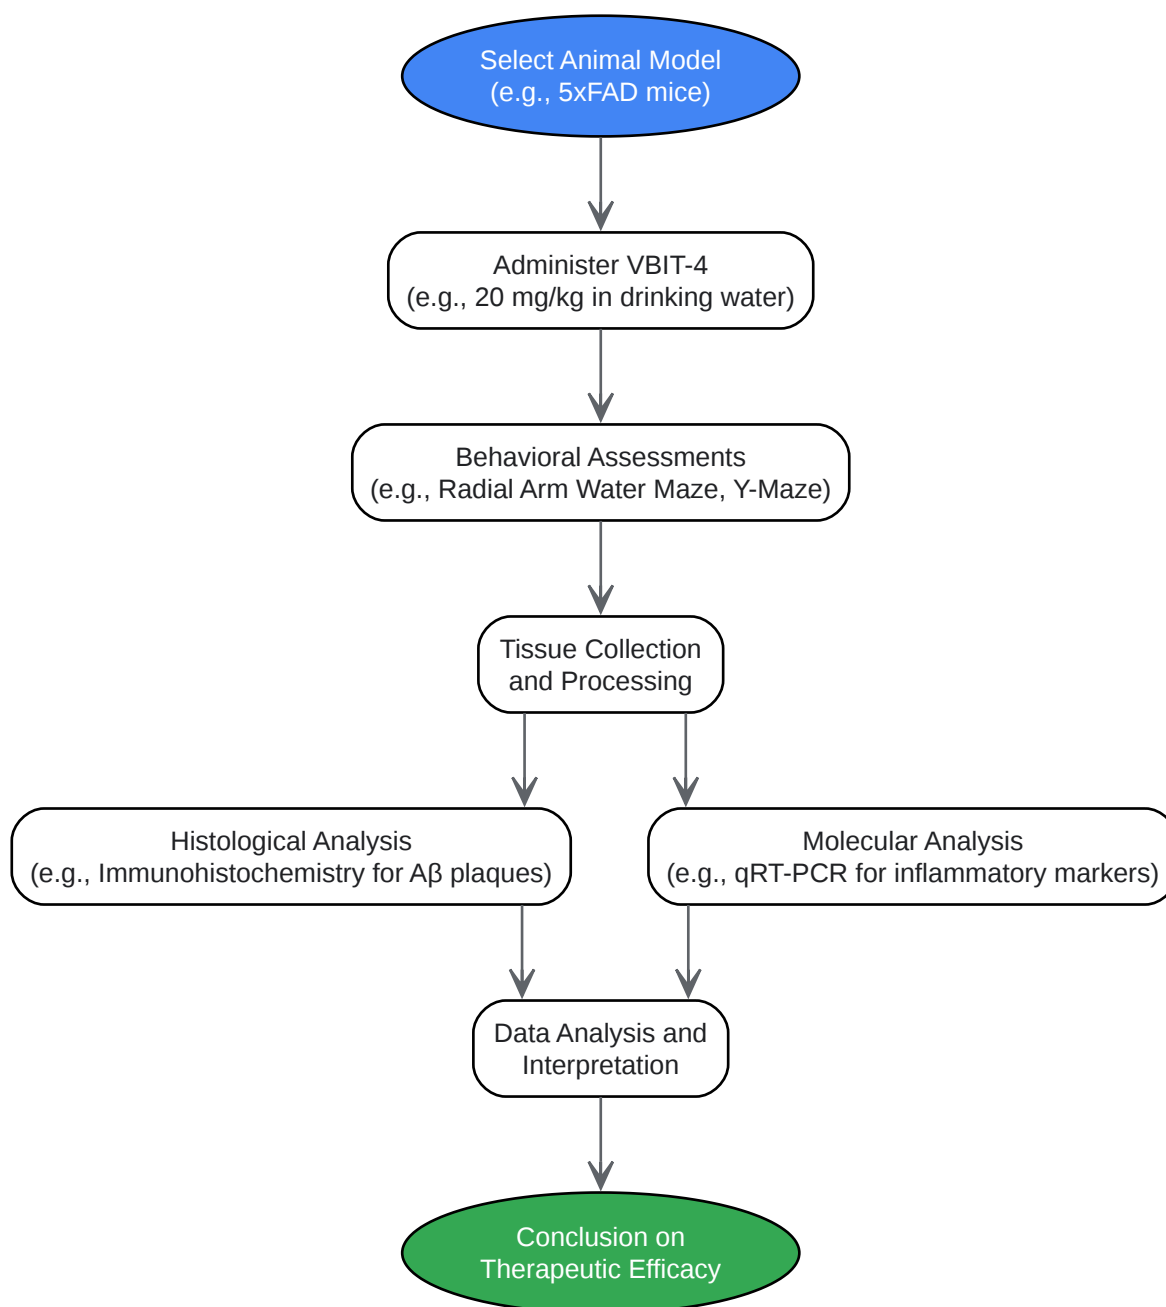 Select Animal Model
(e.g., 5xFAD mice)
Administer VBIT-4
(e.g., 20 mg/kg in drinking water)
Behavioral Assessments
(e.g., Radial Arm Water Maze, Y-Maze)
Tissue Collection
and Processing
Histological Analysis
(e.g., Immunohistochemistry for Aβ plaques)
Molecular Analysis
(e.g., qRT-PCR for inflammatory markers)
Data Analysis and
Interpretation
Conclusion on
Therapeutic Efficacy